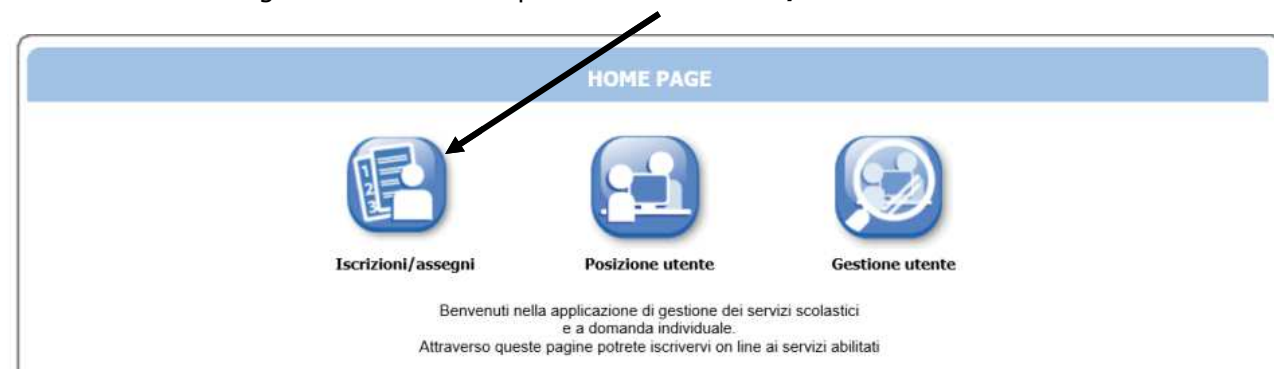 HOME PAGE
Iscrizioni/assegni
Posizione utente
Gestione utente
Benvenuti nella applicazione di gestione dei servizi scolastici
e a domanda individuale.
Attraverso queste pagine potrete iscrivervi on line ai servizi abilitati